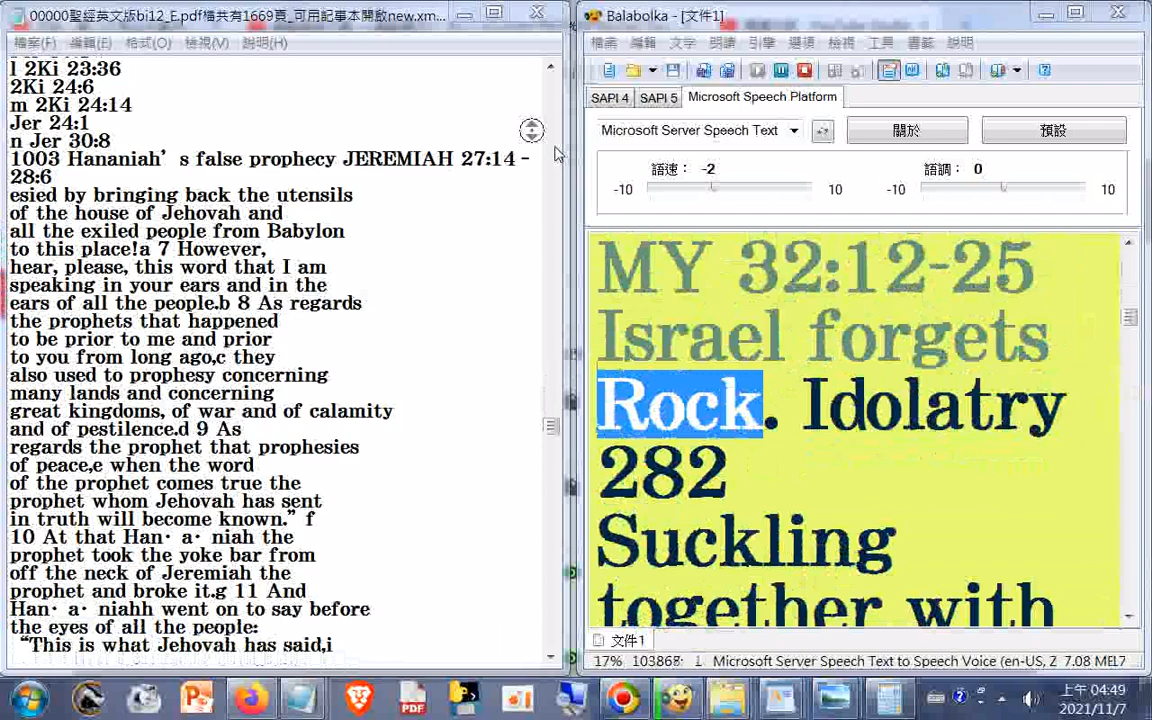 00000聖經英文版bi12_E.pdf檔共有1669頁_可用記事本開啟new.xm...
檔案(F) 編輯(E) 格式(O) 檢視(V) 說明(H)
l 2Ki 23:36
2Ki 24:6
m 2Ki 24:14
Jer 24:1
n Jer 30:8
1003 Hananiah’s false prophecy JEREMIAH 27:14 -
28:6
esied by bringing back the utensils
of the house of Jehovah and
all the exiled people from Babylon
to this place!a 7 However,
hear, please, this word that I am
speaking in your ears and in the
ears of all the people.b 8 As regards
the prophets that happened
to be prior to me and prior
to you from long ago,c they
also used to prophesy concerning
many lands and concerning
great kingdoms, of war and of calamity
and of pestilence.d 9 As
regards the prophet that prophesies
of peace,e when the word
of the prophet comes true the
prophet whom Jehovah has sent
in truth will become known.” f
10 At that Han·a·niah the
prophet took the yoke bar from
off the neck of Jeremiah the
prophet and broke it.g 11 And
Han·a·niahh went on to say before
the eyes of all the people:
“This is what Jehovah has said,i
Balabolka - [文件1]
檔案 編輯 文字 朗讀 引擎 選項 檢視 工具 書籤 說明
SAPI 4 SAPI 5 Microsoft Speech Platform
Microsoft Server Speech Text 關於 預設
語速： -2 語調： 0
-10 10 -10 10
MY 32:12-25
Israel forgets
Rock. Idolatry
282
Suckling
together with
文件1
17% 103868: 1 Microsoft Server Speech Text to Speech Voice (en-US, Z 7.08 MEL7
PDF
上午 04:49
2021/11/7